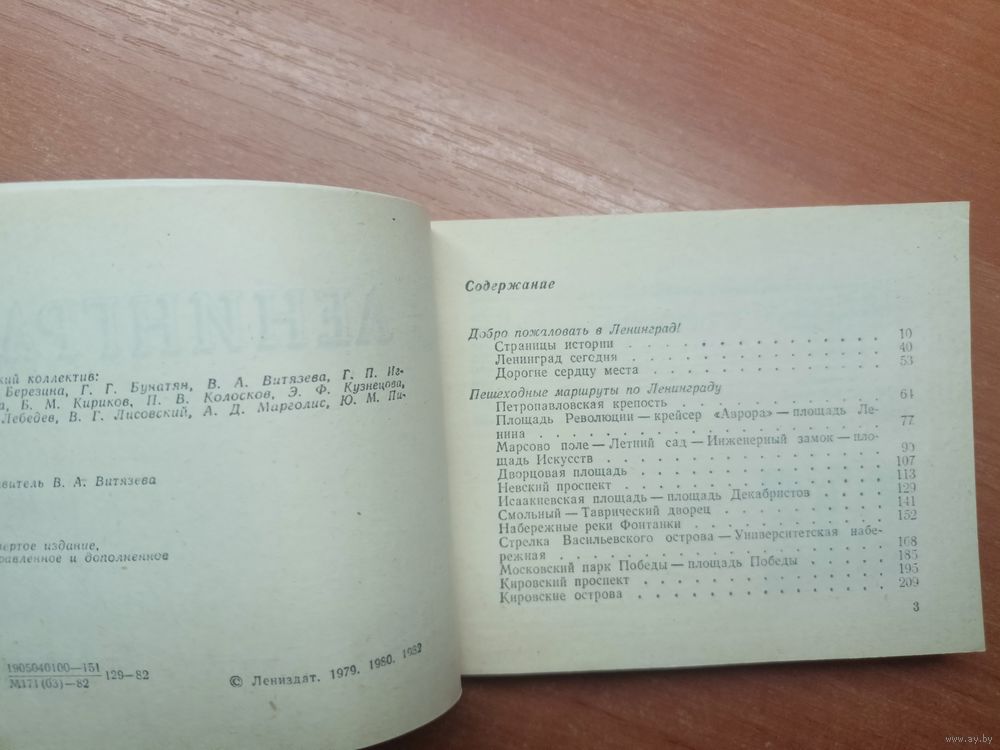 ЛЕНИНГРА
кий коллектив:
Березина, Г. Г. Бунатян, В. А. Витязева, Г. П. Иг-
а, Б. М. Кириков, П. В. Колосков, Э. Ф. Кузнецова,
Лебедев, В. Г. Лисовский, А. Д. Марголис, Ю. М. Пи-
витель В. А. Витязева
вертое издание,
равленное и дополненное
1905040100—151
М171(03)—82
129—82
© Лениздат. 1979. 1980. 1982
Содержание
Добро пожаловать в Ленинград!
Страницы истории . . . . . . . . . . . . . 10
Ленинград сегодня . . . . . . . . . . . . . 40
Дорогие сердцу места . . . . . . . . . . . . 53
Пешеходные маршруты по Ленинграду
Петропавловская крепость . . . . . . . . . . 64
Площадь Революции — крейсер «Аврора» — площадь Ле-
нина . . . . . . . . . . . . . . . . 77
Марсово поле — Летний сад — Инженерный замок — пло-
щадь Искусств . . . . . . . . . . . . . 90
Дворцовая площадь . . . . . . . . . . . . 107
Невский проспект . . . . . . . . . . . . . 113
Исаакиевская площадь — площадь Декабристов . . . . 129
Смольный — Таврический дворец . . . . . . . . 141
Набережные реки Фонтанки . . . . . . . . . . 152
Стрелка Васильевского острова — Университетская набе-
режная . . . . . . . . . . . . . . . 168
Московский парк Победы — площадь Победы . . . . 185
Кировский проспект . . . . . . . . . . . . 195
Кировские острова . . . . . . . . . . . . 209
3
www.ay.by